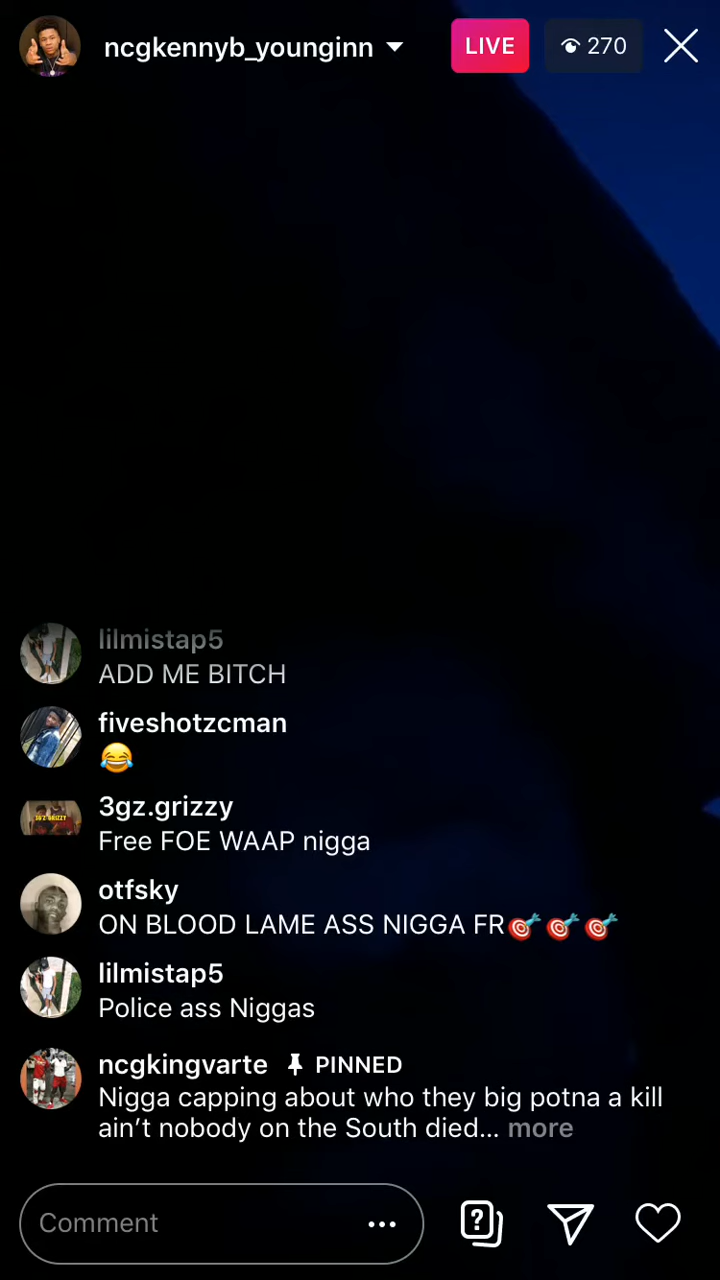 ncgkennyb_younginn
LIVE
270
lilmistap5
ADD ME BITCH
fiveshotzcman
😂
3gz.grizzy
Free FOE WAAP nigga
otfsky
ON BLOOD LAME ASS NIGGA FR🎯🎯🎯
lilmistap5
Police ass Niggas
ncgkingvarte PINNED
Nigga capping about who they big potna a kill
ain't nobody on the South died... more
Comment